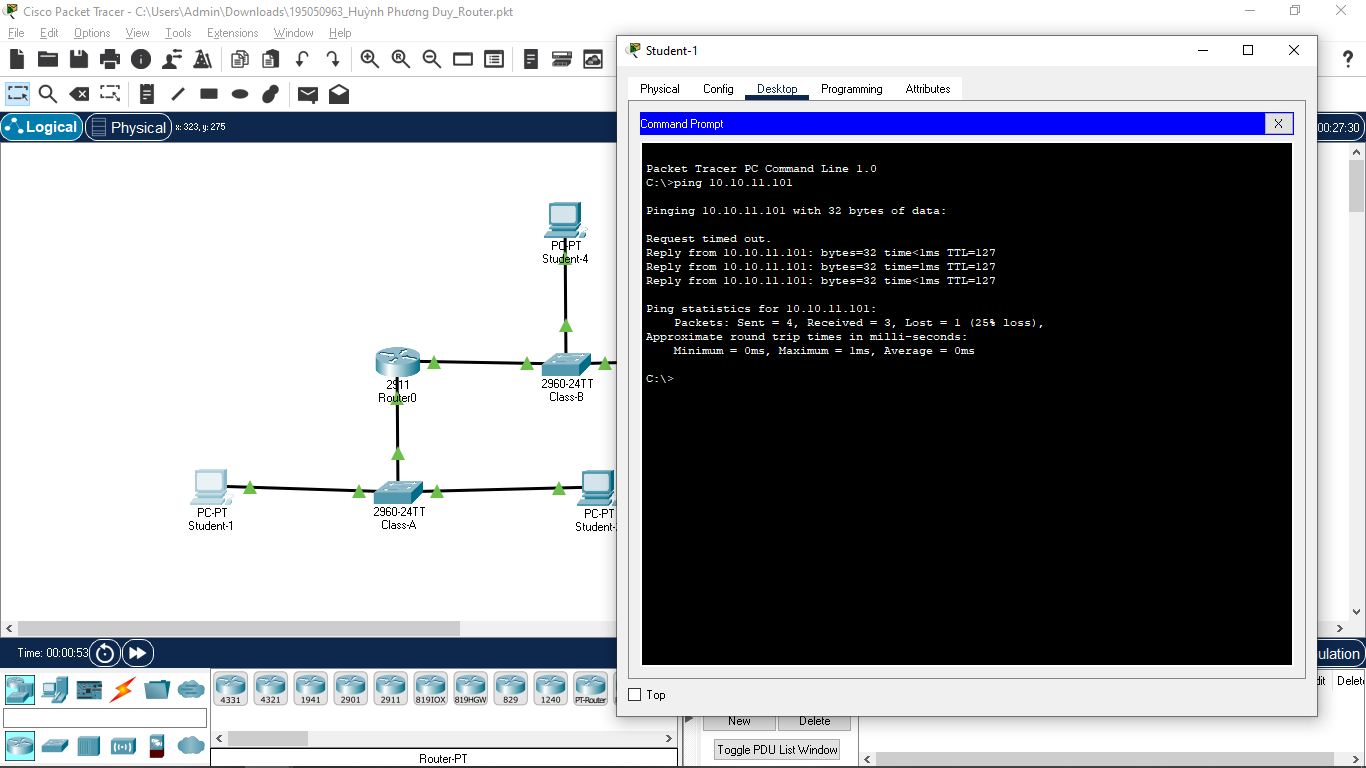 Cisco Packet Tracer - C:\Users\Admin\Downloads\195050963_Huỳnh Phương Duy_Router.pkt
File Edit Options View Tools Extensions Window Help
?
Logical Physical x: 323, y: 275
00:27:30
PC-PT
Student-4
2911
Router0
2960-24TT
Class-B
PC-PT
Student-1
2960-24TT
Class-A
PC-PT
Student-
Time: 00:00:53
4331 4321 1941 2901 2911 819IOX 819HGW 829 1240 PT-Router
Router-PT
New Delete
Toggle PDU List Window
ulation
dit Delete
Student-1
Physical Config Desktop Programming Attributes
Command Prompt X
Packet Tracer PC Command Line 1.0
C:\>ping 10.10.11.101
Pinging 10.10.11.101 with 32 bytes of data:
Request timed out.
Reply from 10.10.11.101: bytes=32 time<1ms TTL=127
Reply from 10.10.11.101: bytes=32 time=1ms TTL=127
Reply from 10.10.11.101: bytes=32 time<1ms TTL=127
Ping statistics for 10.10.11.101:
Packets: Sent = 4, Received = 3, Lost = 1 (25% loss),
Approximate round trip times in milli-seconds:
Minimum = 0ms, Maximum = 1ms, Average = 0ms
C:\>
Top